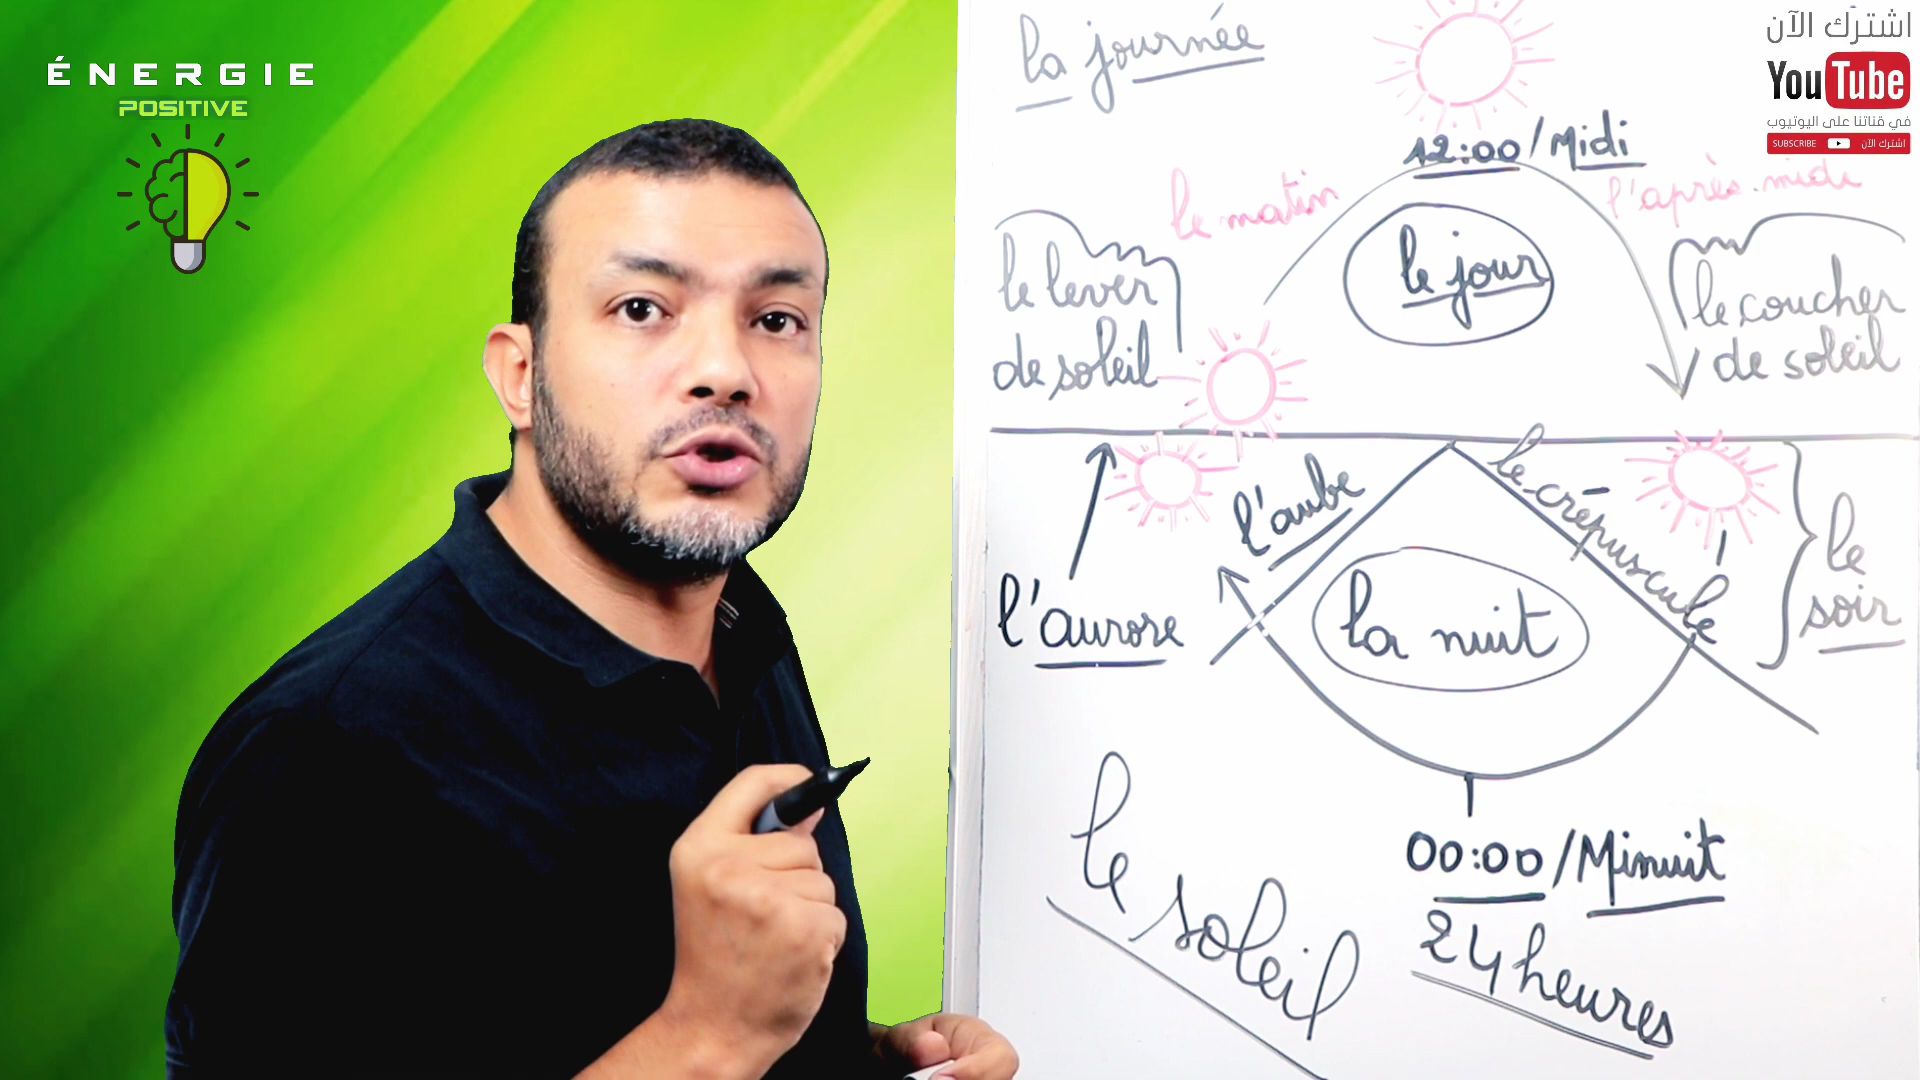 ÉNERGIE
POSITIVE
la journée
اشترك الآن
YouTube
في قناتنا على اليوتيوب
SUBSCRIBE اشترك الآن
12:00/Midi
le matin
l'après-midi
le lever
de soleil
le jour
le coucher
de soleil
l'aube
le crépuscule
l'aurore
la nuit
le
soir
00:00/Minuit
24heures
le soleil